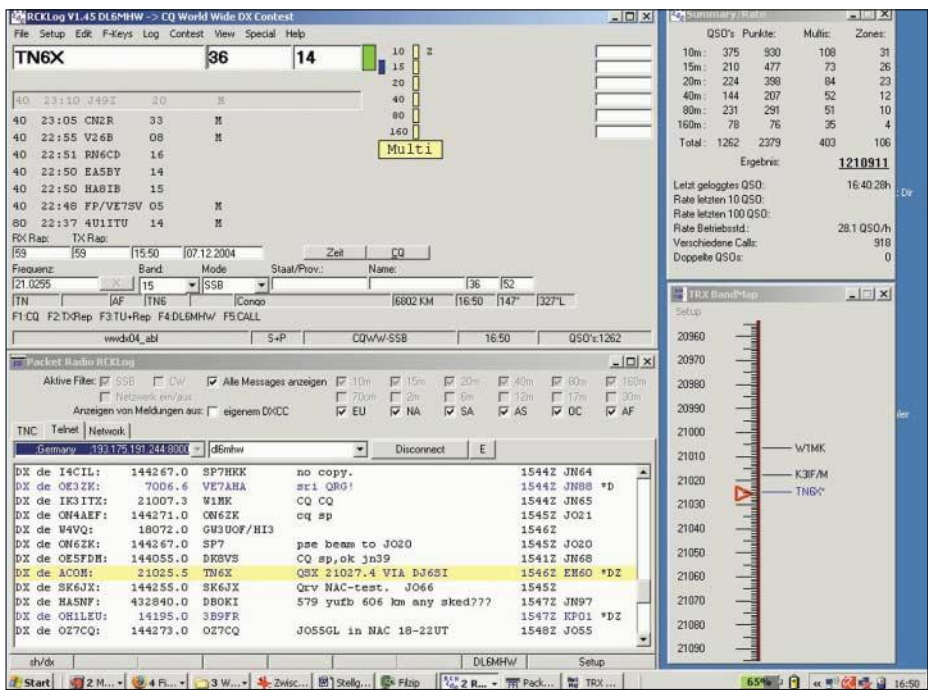 RCKLog V1.45 DL6MHW -> CQ World Wide DX Contest
File Setup Edit F-Keys Log Contest View Special Help
TN6X 36 14
10 2
15
20
40
80
160
Multi
40 23:10 J49Z 20 M
40 23:05 CN2R 33 M
40 22:55 V26B 08 M
40 22:51 RN6CD 16
40 22:50 EA5BY 14
40 22:50 HA8IB 15
40 22:48 FP/VE7SV 05 M
80 22:37 4U1ITU 14 M
RX Rap: TX Rap:
59 59 15:50 07.12.2004 Zeit CQ
Frequenz: Band: Mode Staat/Prov.: Name:
21.0255 X 15 SSB 36 52
TN AF TN6 Congo 6802 KM 16:50 147° 327°L
F1:CQ F2:TXRep F3:TU+Rep F4:DL6MHW F5:CALL
wwdx04_abl S+P CQWW-SSB 16:50 QSO's:1262
Summary/Rate
QSO's Punkte: Multis: Zones:
10m: 375 930 108 31
15m: 210 477 73 26
20m: 224 398 84 23
40m: 144 207 52 12
80m: 231 291 51 10
160m: 78 76 35 4
Total: 1262 2379 403 106
Ergebnis: 1210911
Letzt geloggtes QSO: 16:40:28h
Rate letzten 10 QSO:
Rate letzten 100 QSO:
Rate Betriebsstd.: 28.1 QSO/h
Verschiedene Calls: 918
Doppelte QSOs: 0
: Dir
Packet Radio RCKLog
Aktive Filter: SSB CW Alle Messages anzeigen 10m 15m 20m 40m 80m 160m
Netzwerk ein/aus 70cm 2m 6m 12m 17m 30m
Anzeigen von Meldungen aus: eigenem DXCC EU NA SA AS OC AF
TNC Telnet Network
;Germany :193.175.191.244:8000 dl6mhw Disconnect E
DX de I4CIL: 144267.0 SP7HKK no copy. 1544Z JN64
DX de OE3ZK: 7006.6 VE7AHA sri QRG! 1544Z JN88 *D
DX de IK3ITX: 21007.3 W1MK CQ CQ 1544Z JN65
DX de ON4AEF: 144271.0 ON6ZK cq sp 1545Z JO21
DX de W4VQ: 18072.0 GW3UOF/HI3 1546Z
DX de ON6ZK: 144267.0 SP7 pse beam to JO20 1545Z JO20
DX de OE5FDM: 144055.0 DK8VS CQ sp,ok jn39 1541Z JN68
DX de ACOM: 21025.5 TN6X QSX 21027.4 VIA DJ6SI 1546Z EM60 *DZ
DX de SK6JX: 144255.0 SK6JX Qrv NAC-test. JO66 1545Z
DX de HA5NF: 432840.0 DB0KI 579 yufb 606 km any sked??? 1547Z JN97
DX de OH1LEU: 14195.0 3B9FR 1547Z KP01 *DZ
DX de OZ7CQ: 144273.0 OZ7CQ JO55GL in NAC 18-22UT 1548Z JO55
sh/dx DL6MHW Setup
TRX BandMap
Setup
20960
20970
20980
20990
21000
21010 W1MK
21020 K3IF/M
21030 TN6X*
21040
21050
21060
21070
21080
21090
ler
Start 2 M... 4 Fi... 3 W... Zwisc... Stellg... Filzip 2 R... Pack... TRX ... 65% 16:50